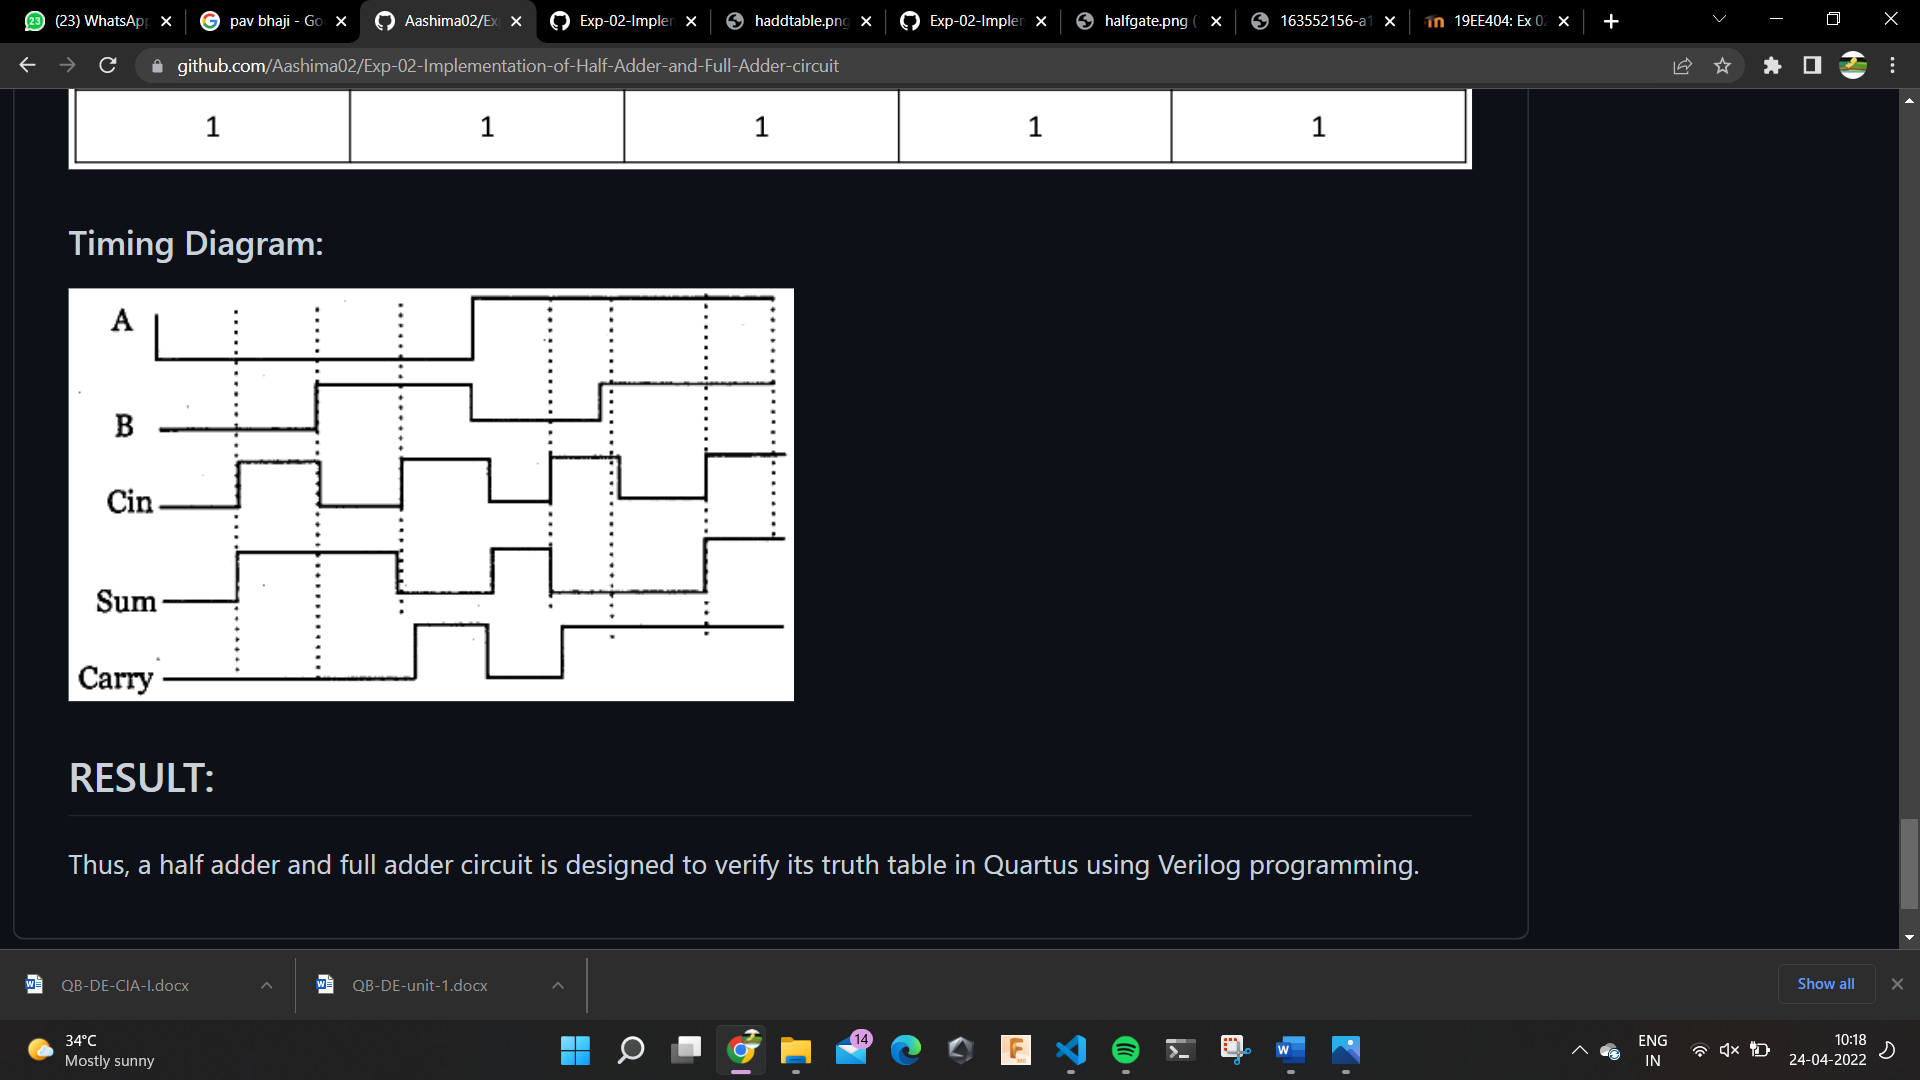 23
(23) WhatsApp
pav bhaji - Go
Aashima02/Ex
Exp-02-Implem
haddtable.png
Exp-02-Implem
halfgate.png (
163552156-a1
19EE404: Ex 02
github.com/Aashima02/Exp-02-Implementation-of-Half-Adder-and-Full-Adder-circuit
1 1 1 1 1
Timing Diagram:
A
B
Cin
Sum
Carry
RESULT:
Thus, a half adder and full adder circuit is designed to verify its truth table in Quartus using Verilog programming.
QB-DE-CIA-I.docx
QB-DE-unit-1.docx
Show all
34°C
Mostly sunny
14
ENG
IN
10:18
24-04-2022